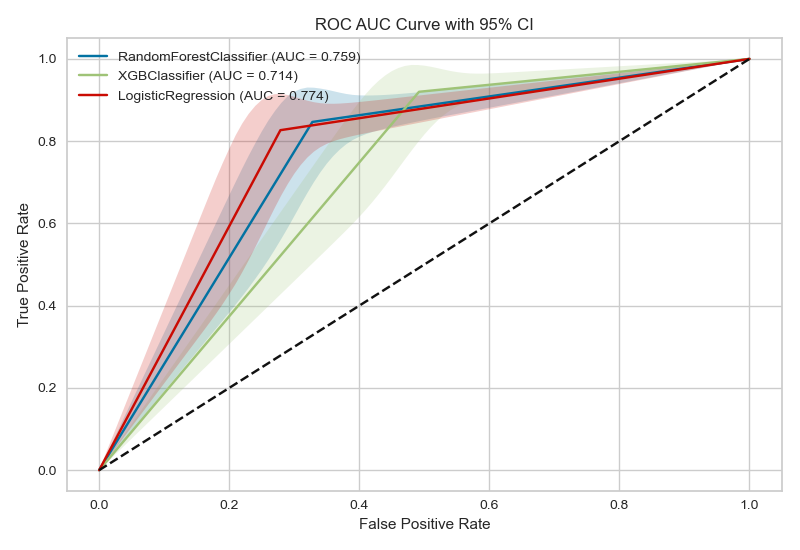 ROC AUC Curve with 95% CI
RandomForestClassifier (AUC = 0.759)
XGBClassifier (AUC = 0.714)
LogisticRegression (AUC = 0.774)
True Positive Rate
1.0
0.8
0.6
0.4
0.2
0.0
0.0 0.2 0.4 0.6 0.8 1.0
False Positive Rate